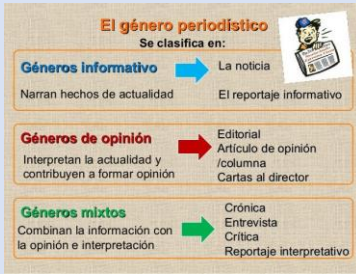 El género periodístico
Se clasifica en:
Géneros informativo
La noticia
Narran hechos de actualidad
El reportaje informativo
Géneros de opinión
Interpretan la actualidad y
contribuyen a formar opinión
Editorial
Artículo de opinión
/columna
Cartas al director
Géneros mixtos
Combinan la información con
la opinión e interpretación
Crónica
Entrevista
Crítica
Reportaje interpretativo